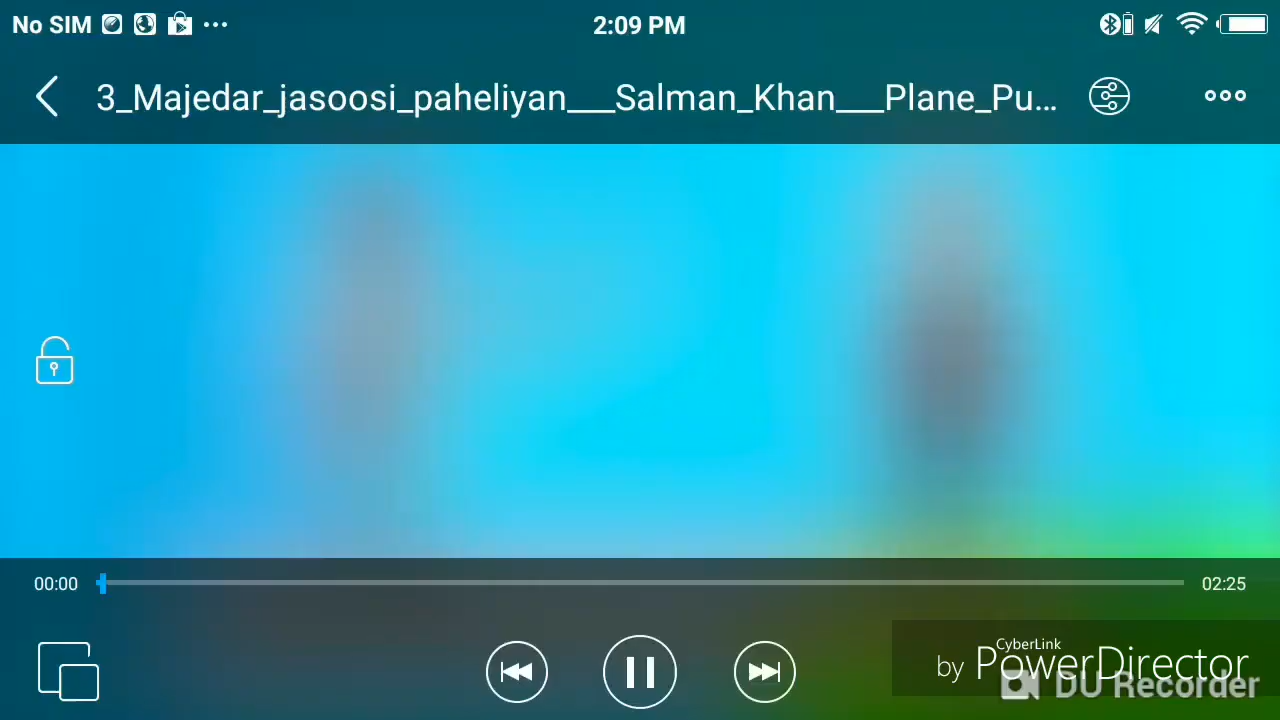 No SIM 2:09 PM
3_Majedar_jasoosi_paheliyan___Salman_Khan___Plane_Pu...
00:00 02:25
CyberLink
by PowerDirector
DU Recorder